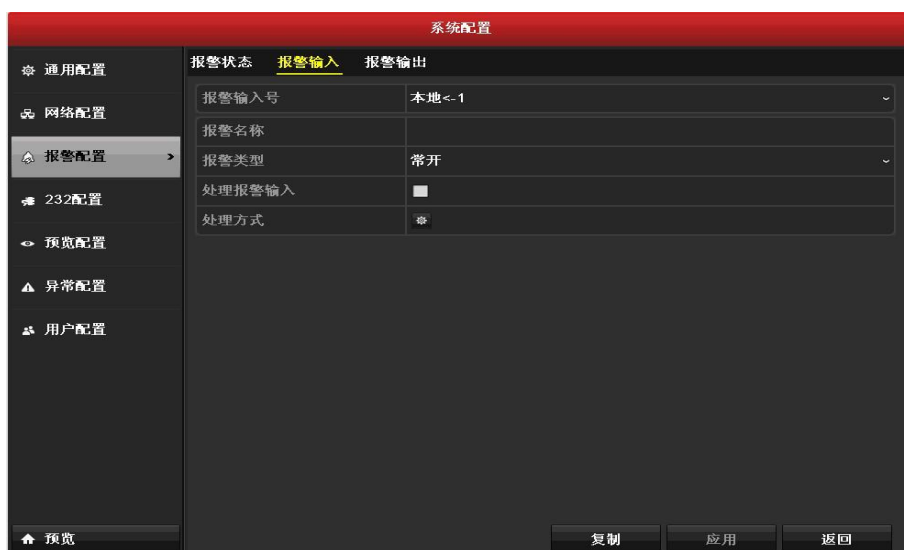 系统配置
通用配置
网络配置
报警配置
232配置
预览配置
异常配置
用户配置
预览
报警状态 报警输入 报警输出
报警输入号 本地<-1
报警名称
报警类型 常开
处理报警输入
处理方式
复制 应用 返回